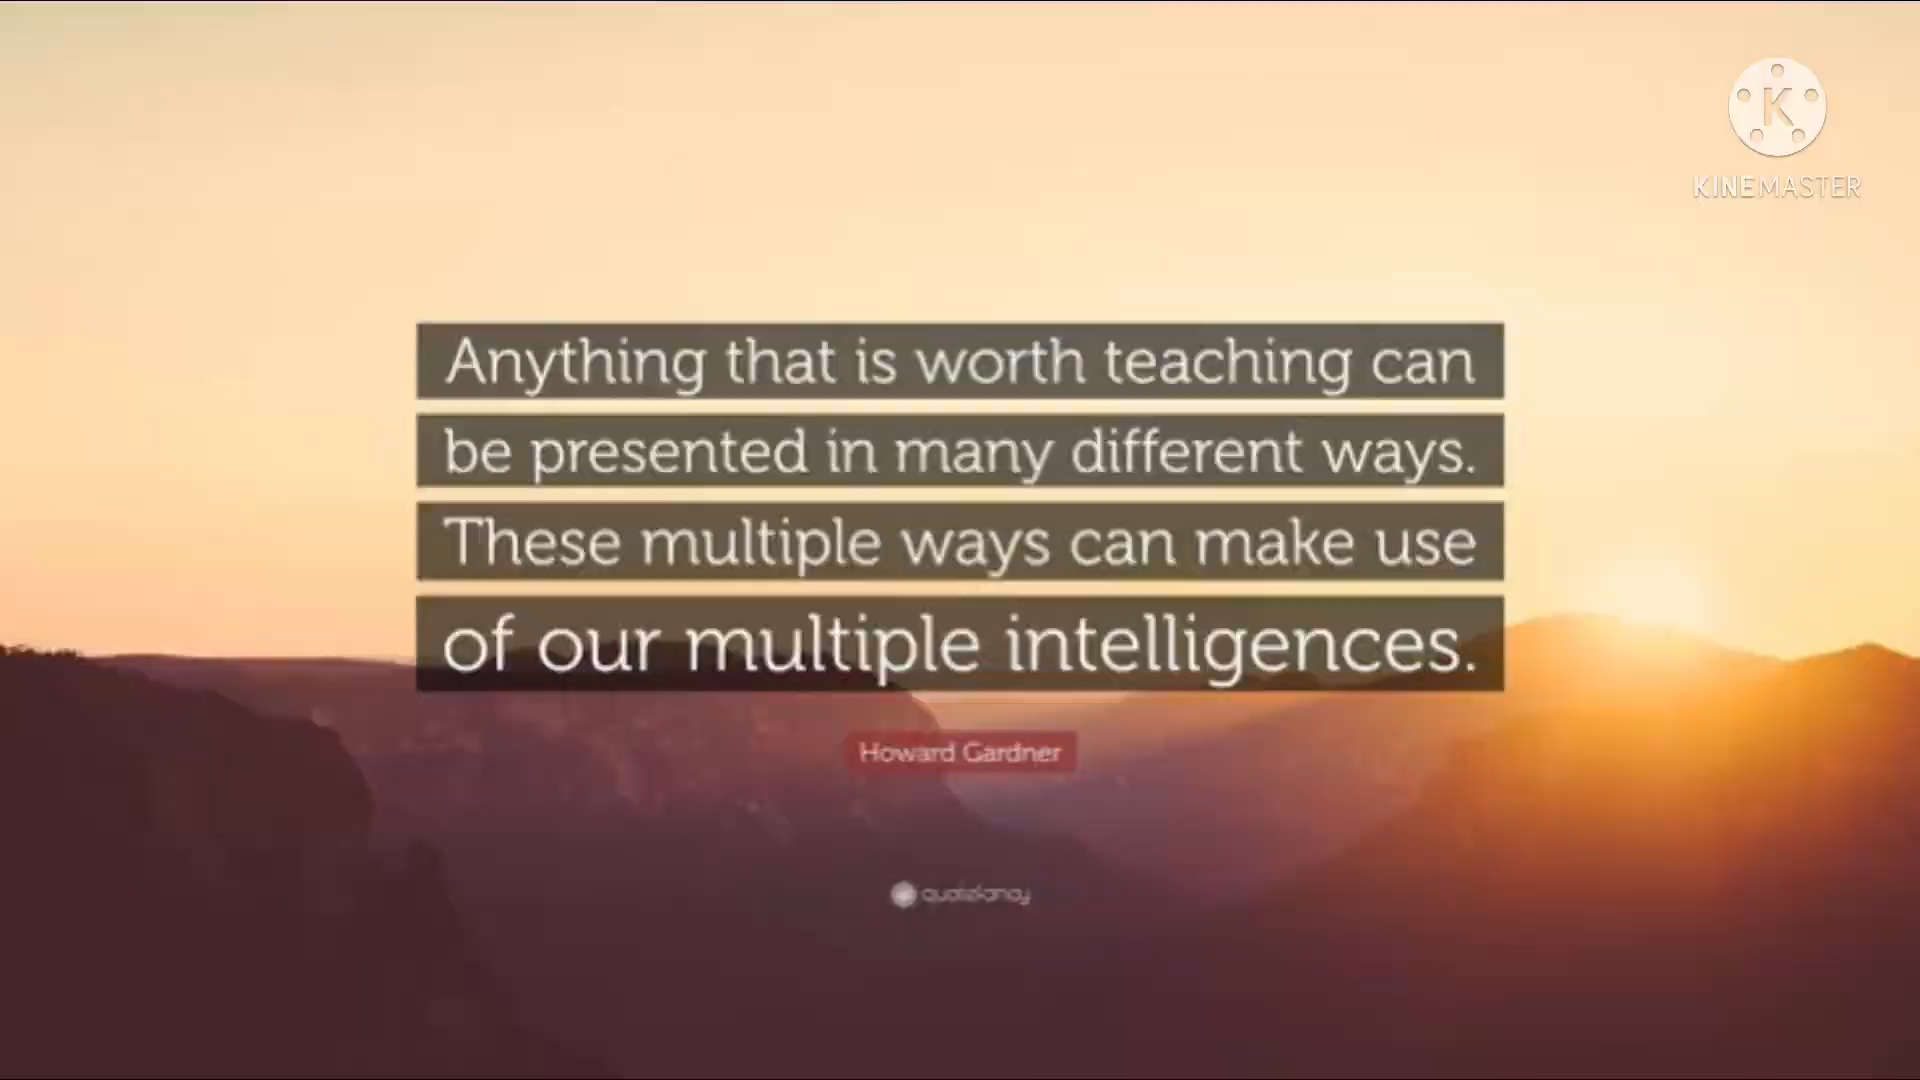 K
KINEMASTER
Anything that is worth teaching can
be presented in many different ways.
These multiple ways can make use
of our multiple intelligences.
Howard Gardner
quotefancy